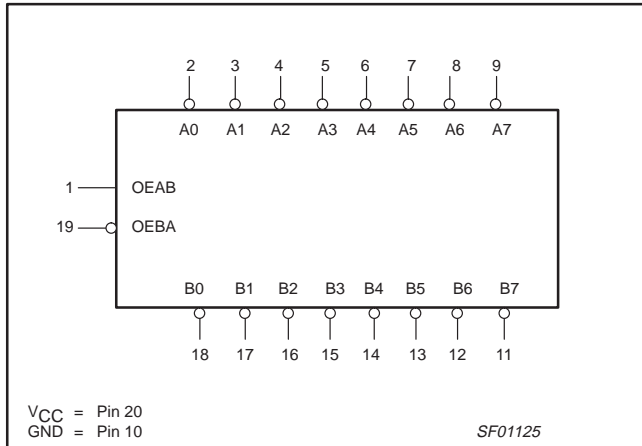 2 3 4 5 6 7 8 9
A0 A1 A2 A3 A4 A5 A6 A7
1 OEAB
19 OEBA
B0 B1 B2 B3 B4 B5 B6 B7
18 17 16 15 14 13 12 11
VCC = Pin 20
GND = Pin 10
SF01125